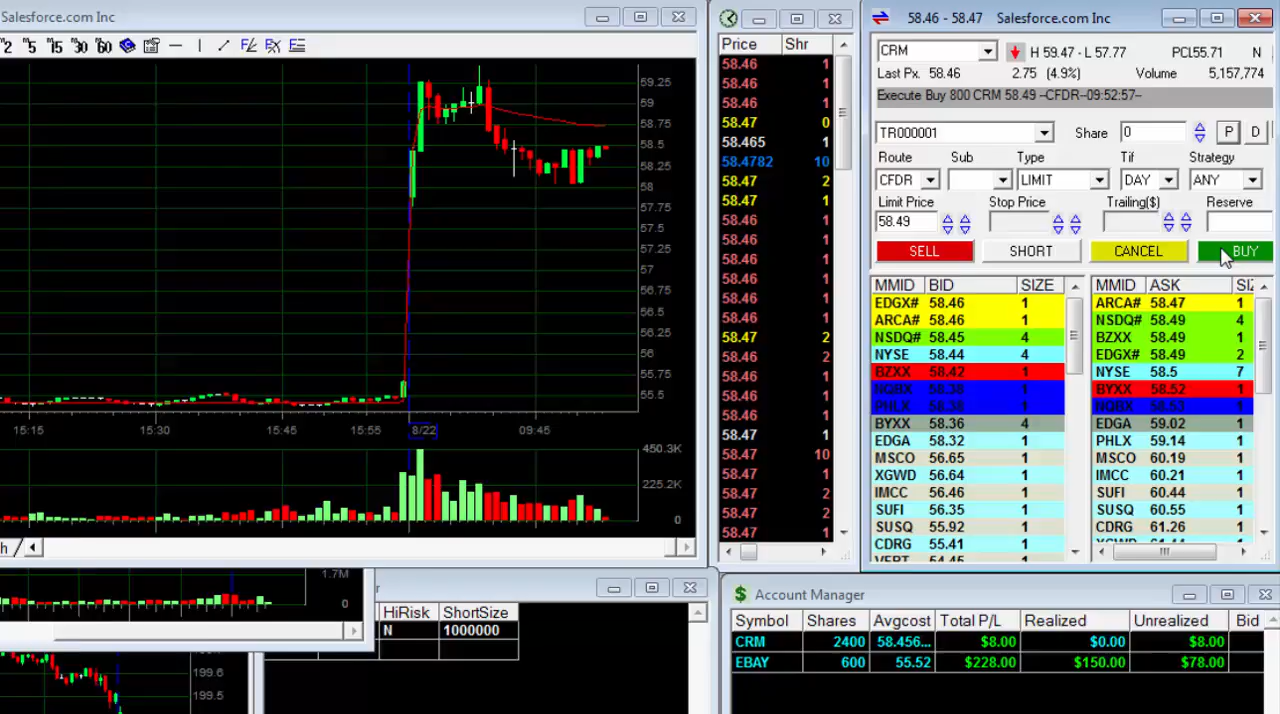 Salesforce.com Inc
2 5 15 30 60
59.25
59
58.75
58.5
58.25
58
57.75
57.5
57.25
57
56.75
56.5
56.25
56
55.75
55.5
15:15 15:30 15:45 15:55 8/22 09:45
450.3K
225.2K
0
h
Price Shr
58.46 1
58.46 1
58.46 1
58.47 0
58.465 1
58.4782 10
58.47 2
58.47 1
58.46 1
58.46 1
58.46 1
58.46 1
58.46 1
58.46 1
58.47 2
58.46 2
58.46 1
58.46 1
58.46 1
58.47 1
58.47 10
58.47 1
58.47 2
58.47 2
58.47 1
58.46 - 58.47 Salesforce.com Inc
CRM H 59.47 - L 57.77 PCL55.71 N
Last Px. 58.46 2.75 (4.9%) Volume 5,157,774
Execute Buy 800 CRM 58.49 --CFDR--09:52:57--
TR000001 Share 0 P D
Route Sub Type Tif Strategy
CFDR LIMIT DAY ANY
Limit Price Stop Price Trailing($) Reserve
58.49
SELL SHORT CANCEL BUY
MMID BID SIZE MMID ASK SIZ
EDGX# 58.46 1 ARCA# 58.47 1
ARCA# 58.46 1 NSDQ# 58.49 4
NSDQ# 58.45 4 BZXX 58.49 1
NYSE 58.44 4 EDGX# 58.49 2
BZXX 58.42 1 NYSE 58.5 7
NQBX 58.38 1 BYXX 58.52 1
PHLX 58.38 1 NQBX 58.53 1
BYXX 58.36 4 EDGA 59.02 1
EDGA 58.32 1 PHLX 59.14 1
MSCO 56.65 1 MSCO 60.19 1
XGWD 56.64 1 IMCC 60.21 1
IMCC 56.46 1 SUFI 60.44 1
SUFI 56.35 1 SUSQ 60.55 1
SUSQ 55.92 1 CDRG 61.26 1
CDRG 55.41 1
VERT 54.45 1
1.7M
0
199.6
199.5
r
HiRisk ShortSize
N 1000000
Account Manager
Symbol Shares Avgcost Total P/L Realized Unrealized Bid
CRM 2400 58.456... $8.00 $0.00 $8.00
EBAY 600 55.52 $228.00 $150.00 $78.00